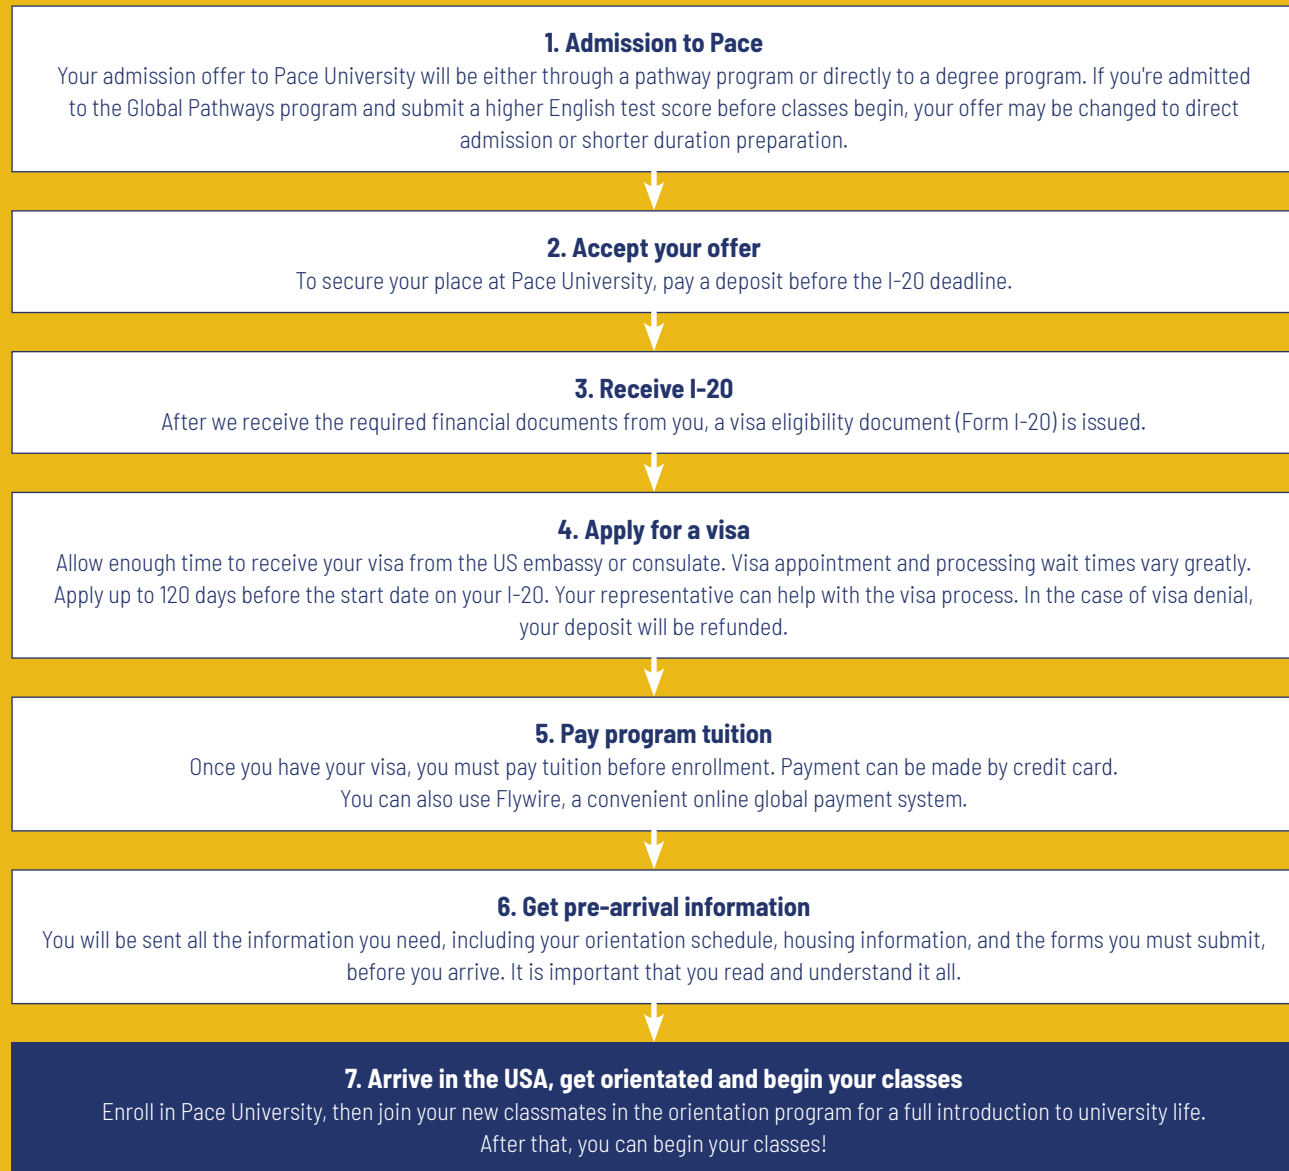 1. Admission to Pace
Your admission offer to Pace University will be either through a pathway program or directly to a degree program. If you're admitted
to the Global Pathways program and submit a higher English test score before classes begin, your offer may be changed to direct
admission or shorter duration preparation.
2. Accept your offer
To secure your place at Pace University, pay a deposit before the I-20 deadline.
3. Receive I-20
After we receive the required financial documents from you, a visa eligibility document (Form I-20) is issued.
4. Apply for a visa
Allow enough time to receive your visa from the US embassy or consulate. Visa appointment and processing wait times vary greatly.
Apply up to 120 days before the start date on your I-20. Your representative can help with the visa process. In the case of visa denial,
your deposit will be refunded.
5. Pay program tuition
Once you have your visa, you must pay tuition before enrollment. Payment can be made by credit card.
You can also use Flywire, a convenient online global payment system.
6. Get pre-arrival information
You will be sent all the information you need, including your orientation schedule, housing information, and the forms you must submit,
before you arrive. It is important that you read and understand it all.
7. Arrive in the USA, get orientated and begin your classes
Enroll in Pace University, then join your new classmates in the orientation program for a full introduction to university life.
After that, you can begin your classes!